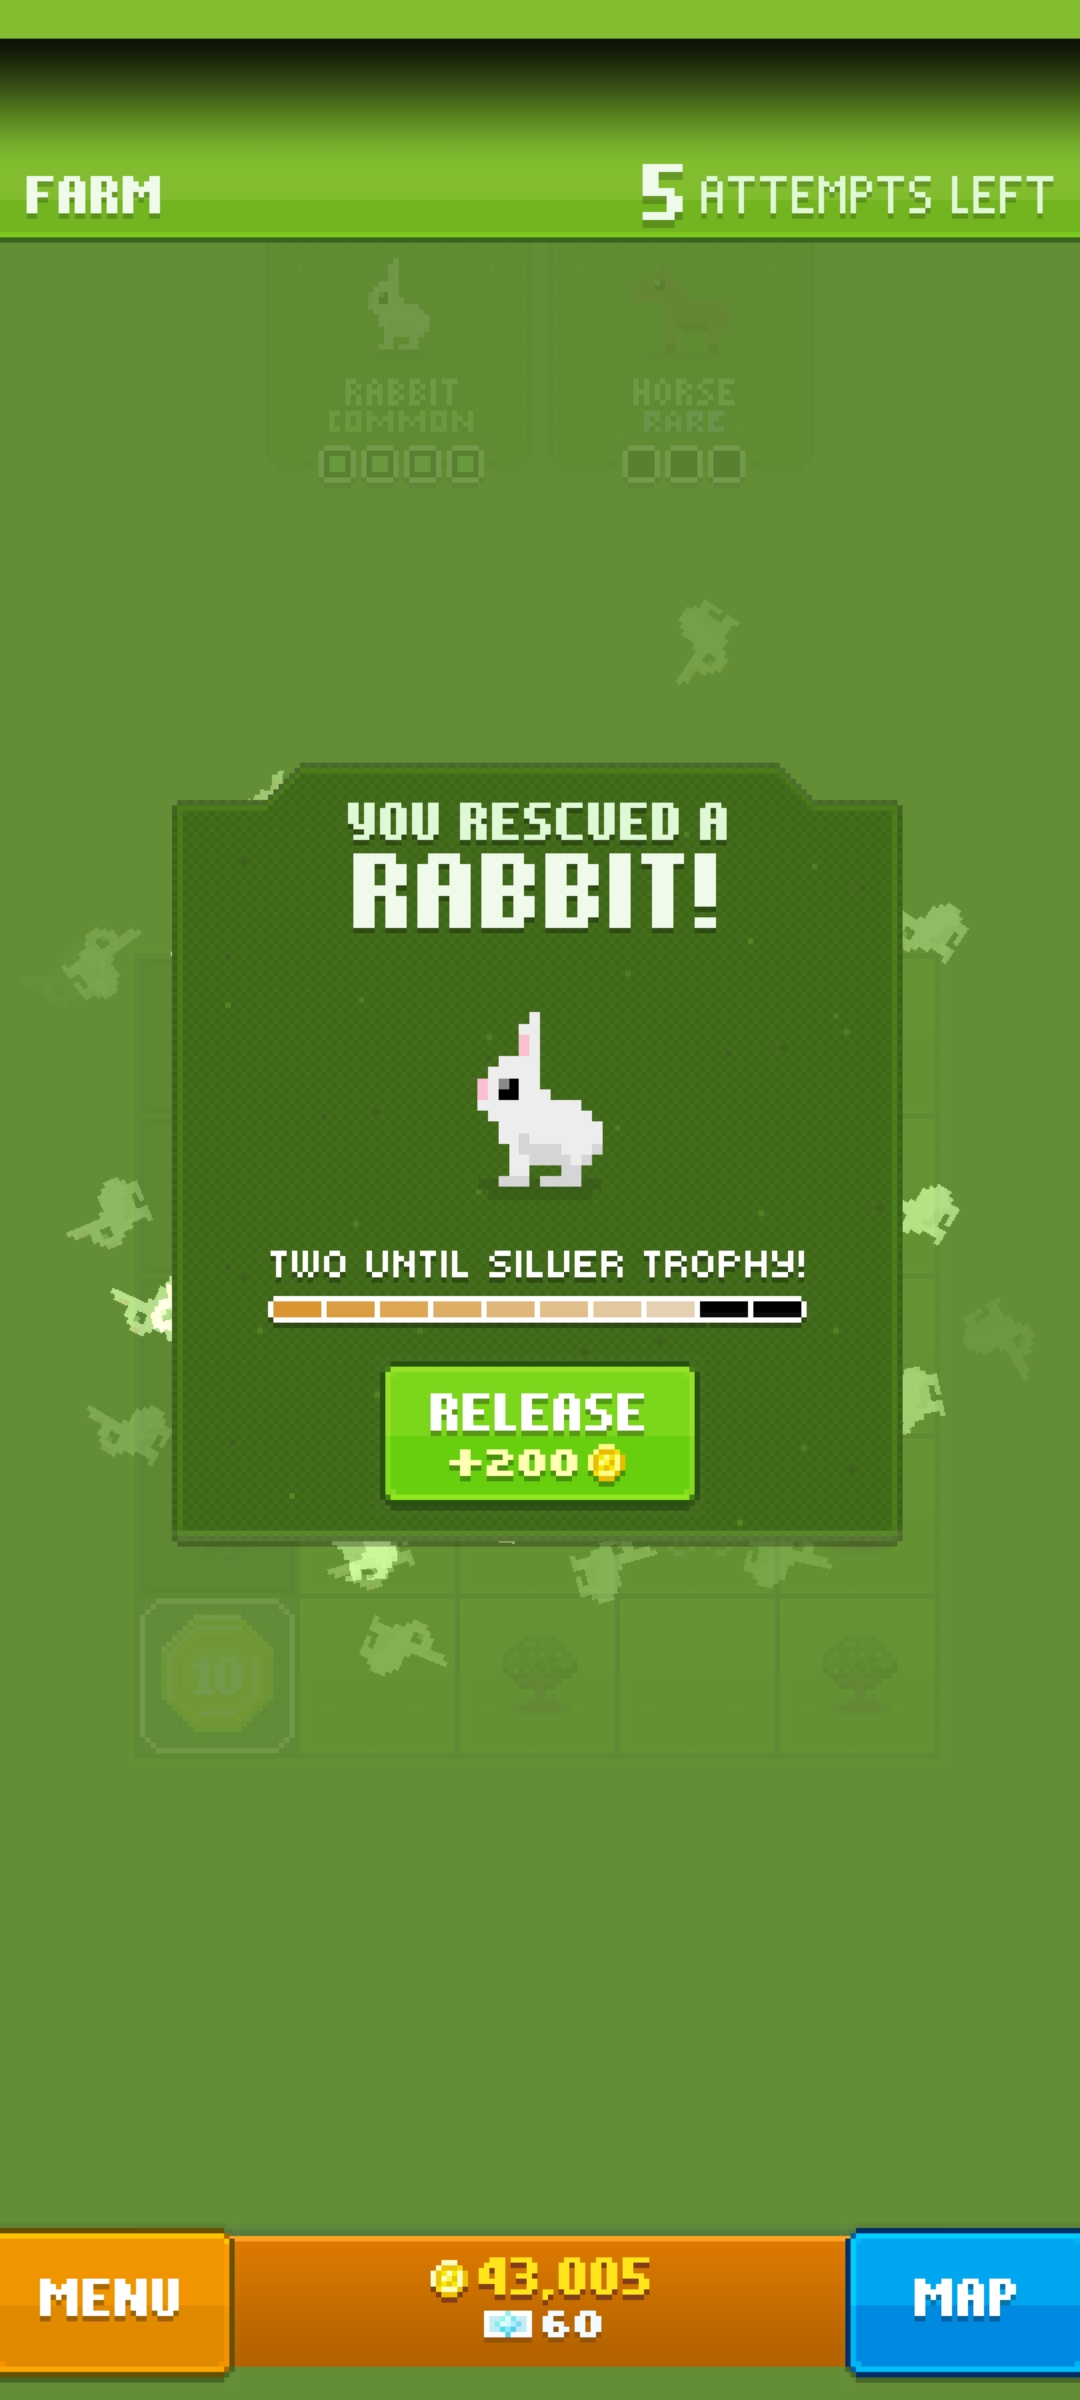 FARM
5 ATTEMPTS LEFT
RABBIT
COMMON
HORSE
RARE
YOU RESCUED A
RABBIT!
TWO UNTIL SILVER TROPHY!
RELEASE
+200
10
MENU
43,005
60
MAP